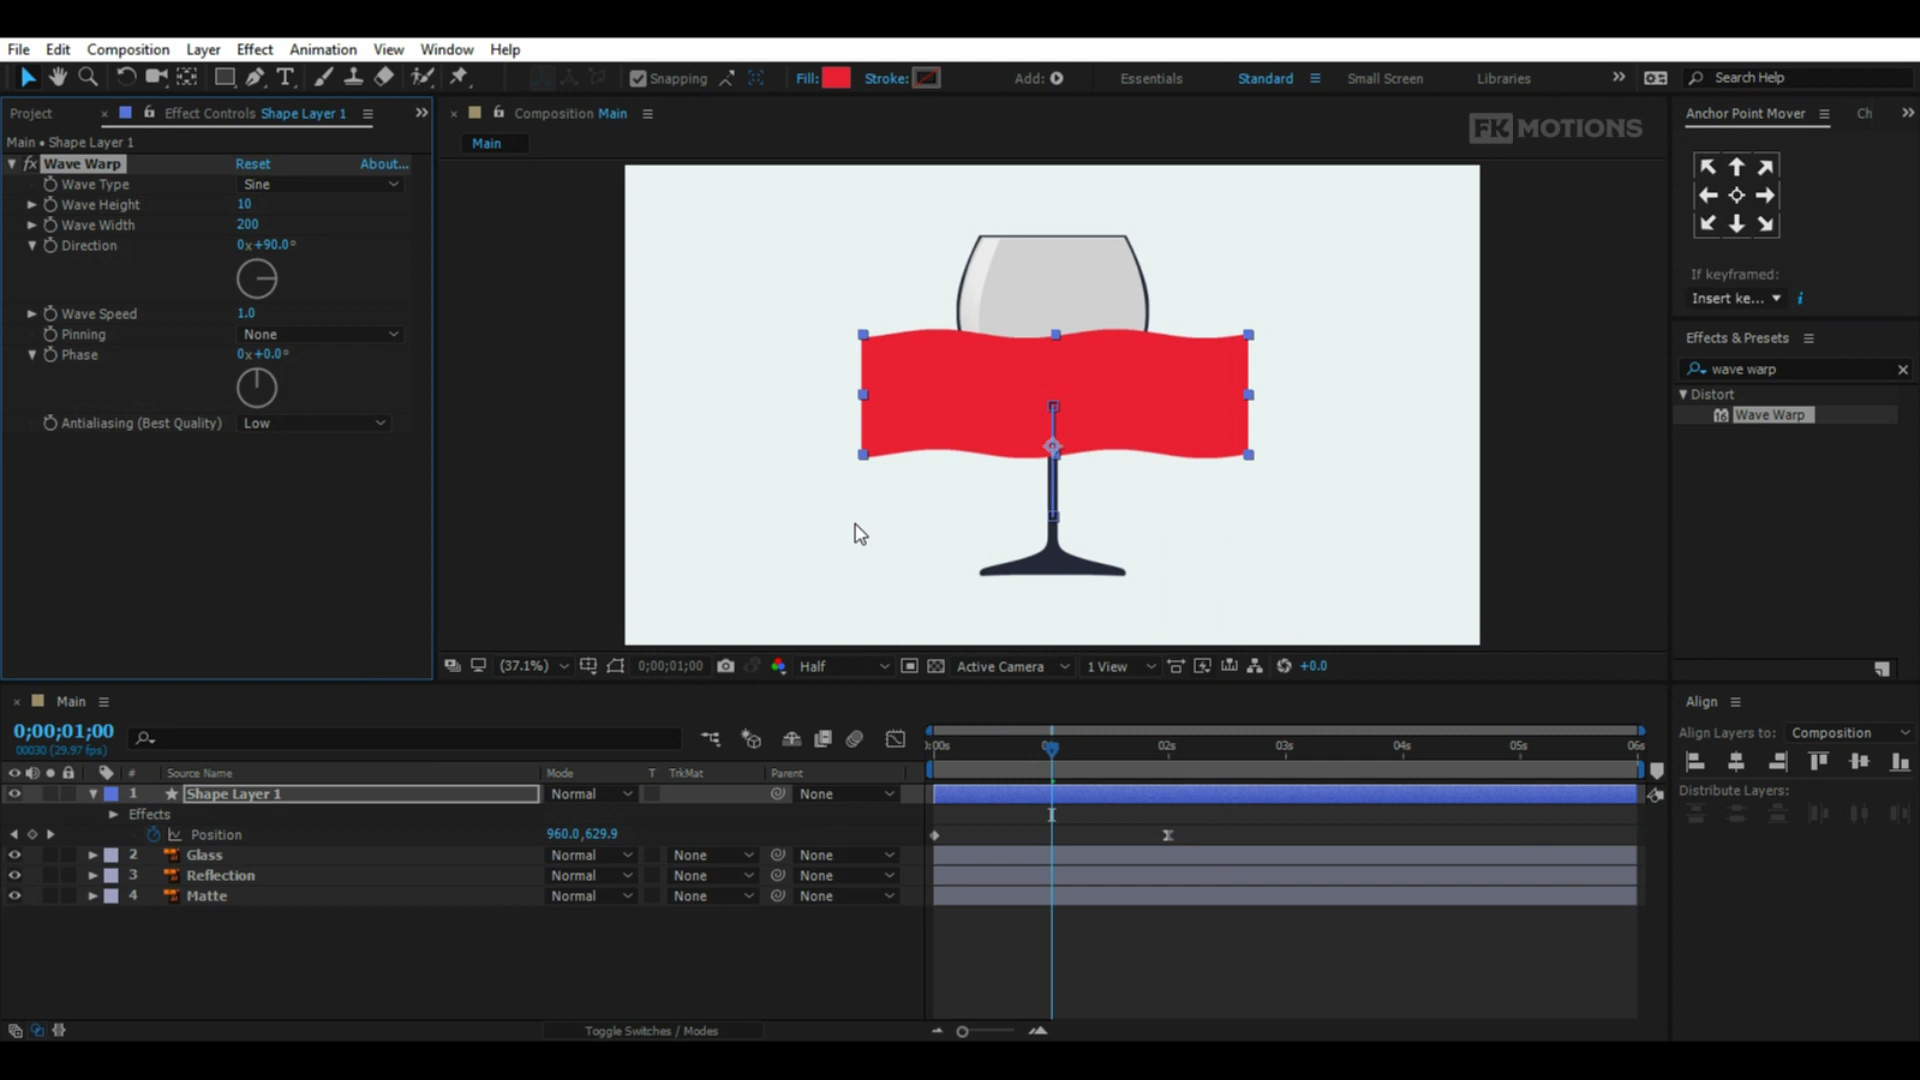 File Edit Composition Layer Effect Animation View Window Help
Snapping Fill: Stroke: Add: Essentials Standard Small Screen Libraries Search Help
Project Effect Controls Shape Layer 1
Composition Main
Anchor Point Mover Ch
FK MOTIONS
Main • Shape Layer 1
Main
fx Wave Warp Reset About...
Wave Type Sine
Wave Height 10
Wave Width 200
Direction 0x+90.0°
Wave Speed 1.0
Pinning None
Phase 0x+0.0°
Antialiasing (Best Quality) Low
If keyframed:
Insert ke...
Effects & Presets
wave warp
Distort
Wave Warp
(37.1%) 0;00;01;00 Half Active Camera 1 View +0.0
Main
0;00;01;00
00030 (29.97 fps)
:00s 02s 03s 04s 05s 06s
# Source Name Mode T TrkMat Parent
1 Shape Layer 1 Normal None
Effects
Position 960.0,629.9
2 Glass Normal None None
3 Reflection Normal None None
4 Matte Normal None None
Toggle Switches / Modes
Align
Align Layers to: Composition
Distribute Layers: